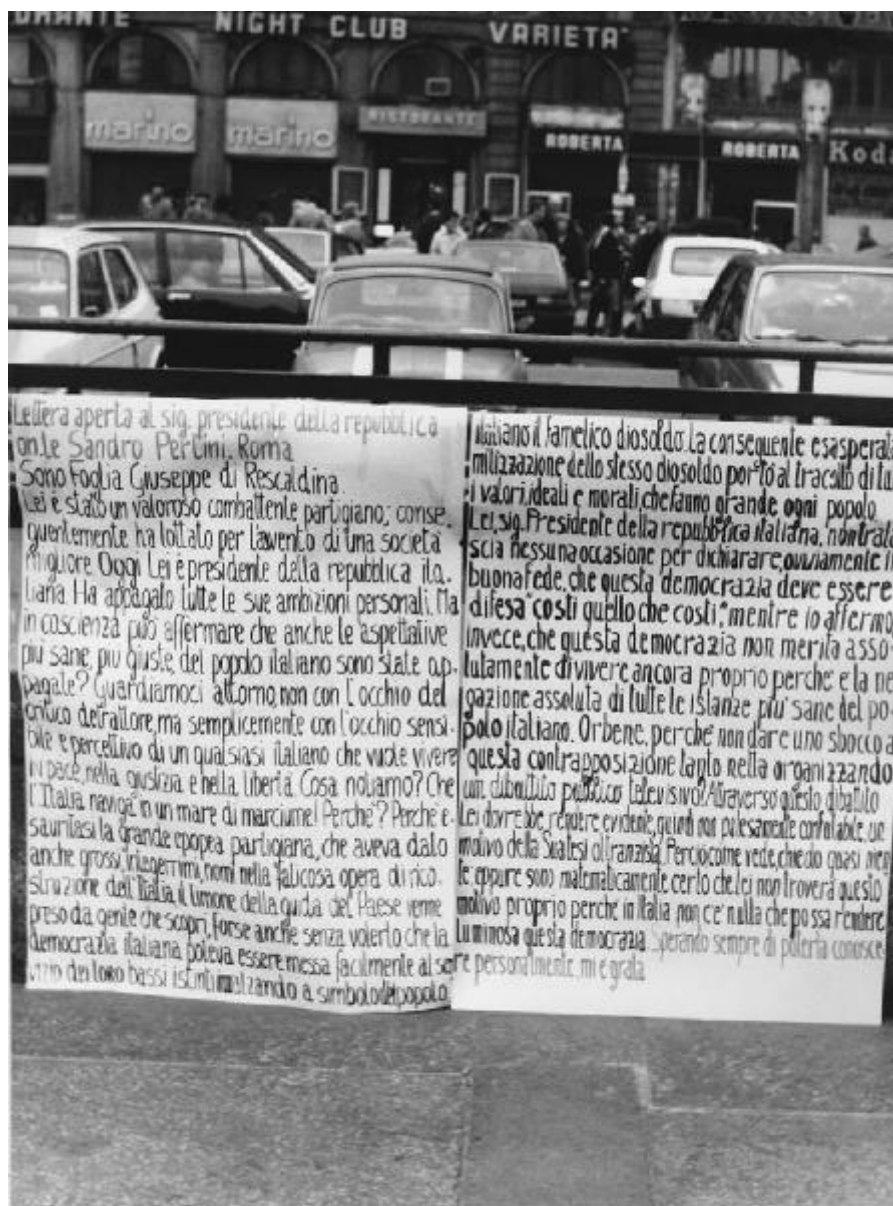 ORANTE NIGHT CLUB VARIETA'
marino marino RISTORANTE ROBERTA ROBERTA Koda
Lettera aperta al sig. presidente della repubblica
on.le Sandro Pertini. Roma
Sono Foglia Giuseppe di Rescaldina
Lei è stato un valoroso combattente partigiano; conse.
guentemente ha lottato per l'avvento di una società
migliore Oggi Lei è presidente della repubblica ita.
liana Ha appagato tutte le sue ambizioni personali. Ma
in coscienza può affermare che anche le aspettative
più sane, più giuste, del popolo italiano sono state ap.
pagate? Guardiamoci attorno, non con l'occhio del
critico detrattore, ma semplicemente con l'occhio sensi.
bile e percettivo di un qualsiasi italiano che vuole vivere
in pace, nella giustizia e nella libertà Cosa notiamo? Che
l'Italia naviga in un mare di marciume! Perchè? Perchè e-
sauritasi la grande epopea partigiana, che aveva dato
anche grossi, integerrimi, nomi nella faticosa opera di rico.
struzione dell'Italia il timone della guida del Paese venne
preso da gente che scoprì, forse anche senza volerlo che la
democrazia italiana poteva essere messa facilmente al ser
vizio dei loro bassi istinti inalzando a simbolo del popolo
italiano il famelico dio soldo. La conseguente esasperata
mitizzazione dello stesso dio soldo portò al tracollo di tu
i valori, ideali e morali, che fanno grande ogni popolo
Lei, sig. Presidente della repubblica italiana, non trala
scia nessuna occasione per dichiarare, ovviamente in
buona fede, che questa democrazia deve essere
difesa "costi quello che costi", mentre io affermo,
invece, che questa democrazia non merita asso-
lutamente di vivere ancora proprio perchè è la ne
gazione assoluta di tutte le istanze più sane del po
polo italiano. Orbene, perchè non dare uno sbocco a
questa contrapposizione tanto netta organizzando
un dibattito pubblico televisivo? Attraverso questo dibattito
Lei dovrebbe, rendere evidente, quindi non palesamente confutabile, un
motivo della Sua tesi oltranzista. Perciò come vede, chiedo quasi nien
te eppure sono matematicamente certo che lei non troverà questo
motivo proprio perchè in Italia non c'è nulla che possa rendere
luminosa questa democrazia Sperando sempre di poterla conosce
re personalmente. mi è grata